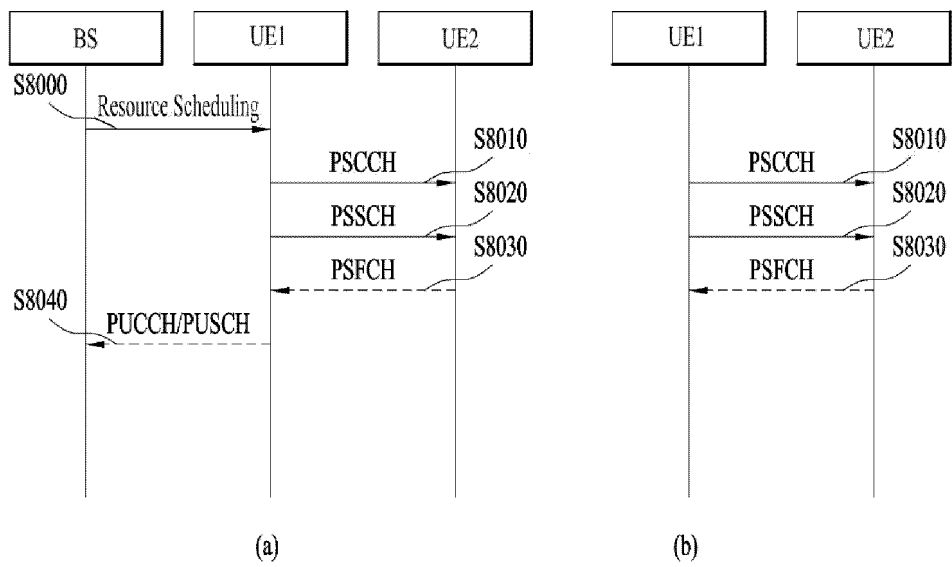 BS UE1 UE2 UE1 UE2
S8000 Resource Scheduling
S8010 S8010
PSCCH PSCCH
S8020 S8020
PSSCH PSSCH
S8030 S8030
PSFCH PSFCH
S8040
PUCCH/PUSCH
(a) (b)